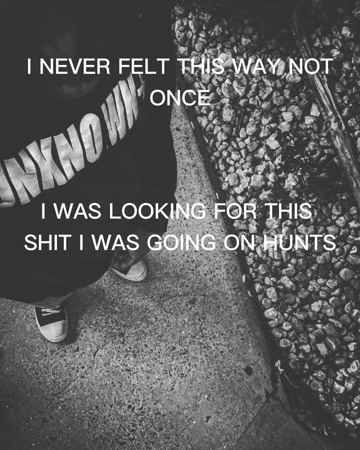 I NEVER FELT THIS WAY NOT
ONCE
UNKNOWN
I WAS LOOKING FOR THIS
SHIT I WAS GOING ON HUNTS